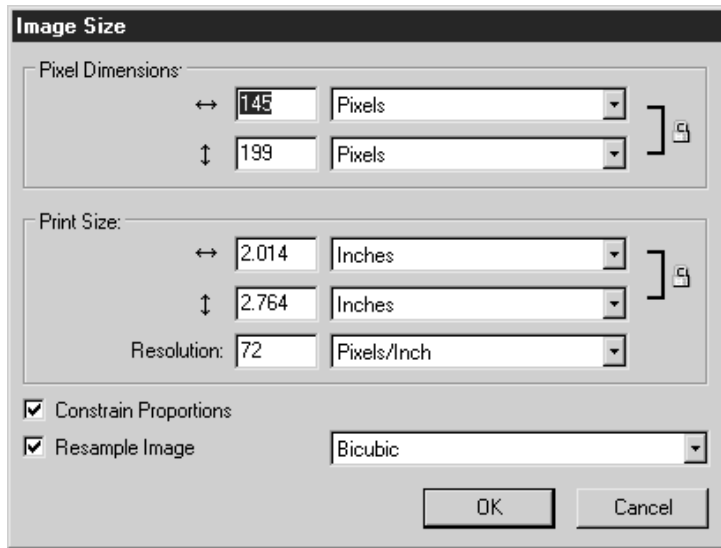 Image Size
Pixel Dimensions:
145 Pixels
199 Pixels
Print Size:
2.014 Inches
2.764 Inches
Resolution: 72 Pixels/Inch
Constrain Proportions
Resample Image Bicubic
OK Cancel